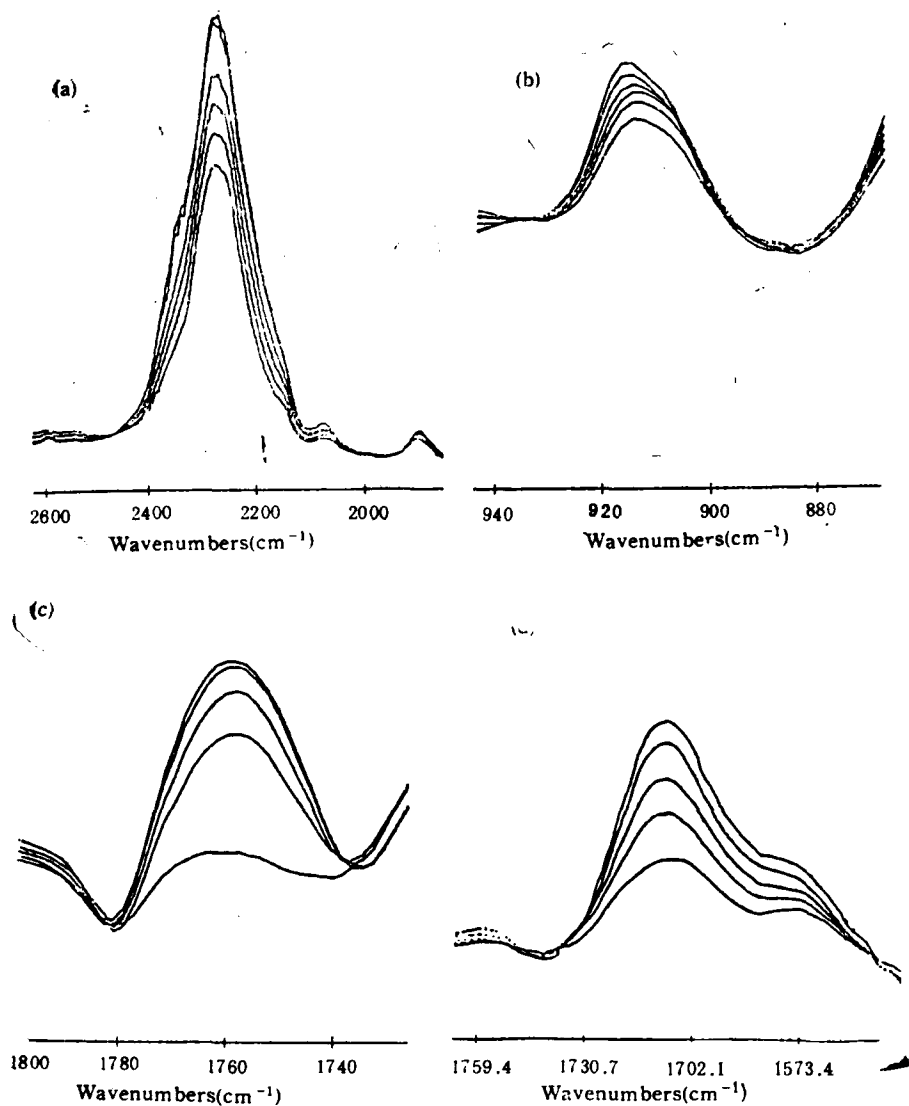 (a)
(b)
2600 2400 2200 2000
Wavenumbers(cm⁻¹)
940 920 900 880
Wavenumbers(cm⁻¹)
(c)
1800 1780 1760 1740
Wavenumbers(cm⁻¹)
1759.4 1730.7 1702.1 1573.4
Wavenumbers(cm⁻¹)